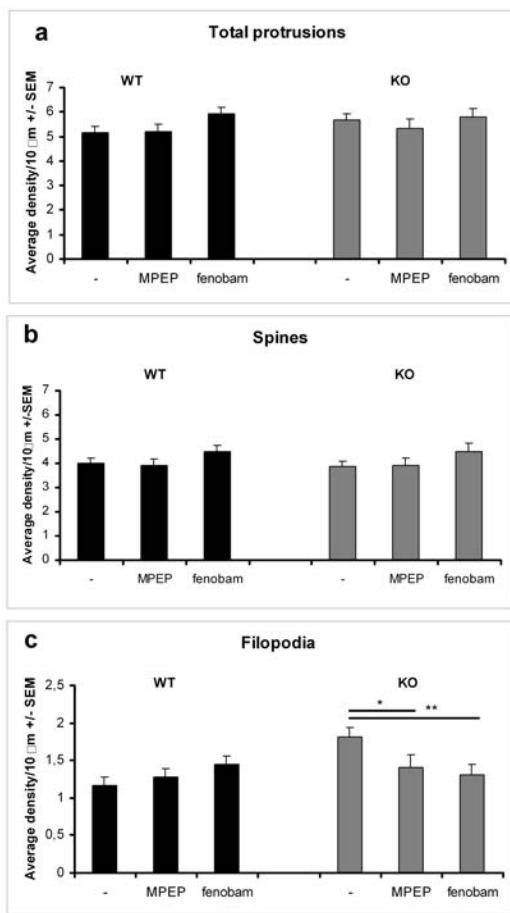 a
Total protrusions
WT KO
Average density/10 □m +/- SEM
7
6
5
4
3
2
1
0
- MPEP fenobam - MPEP fenobam
b
Spines
WT KO
Average density/10□m +/-SEM
7
6
5
4
3
2
1
0
- MPEP fenobam - MPEP fenobam
c
Filopodia
WT KO
Average density/10 □m +/- SEM
2,5
2
1,5
1
0,5
0
* **
- MPEP fenobam - MPEP fenobam